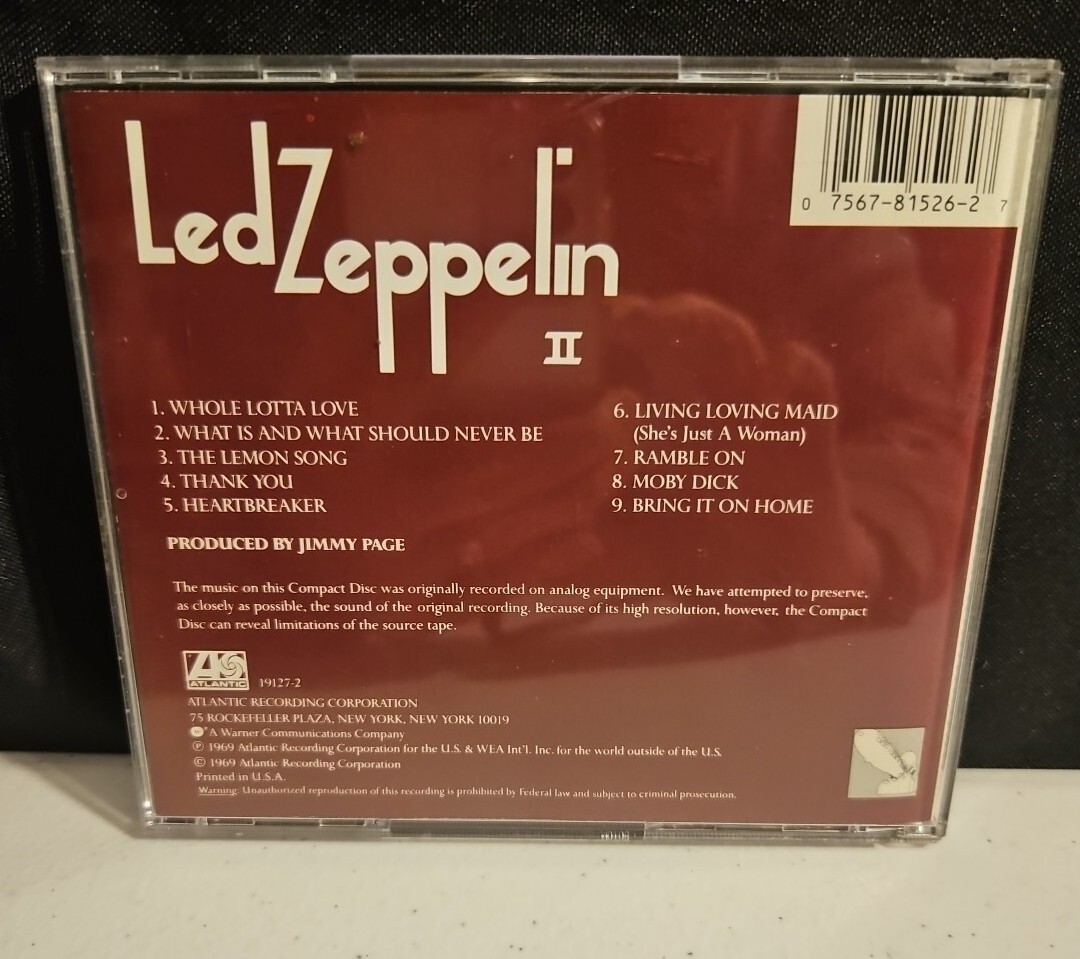 Led Zeppelin
II
0 7567-81526-2 7
1. WHOLE LOTTA LOVE
2. WHAT IS AND WHAT SHOULD NEVER BE
3. THE LEMON SONG
4. THANK YOU
5. HEARTBREAKER
6. LIVING LOVING MAID
(She's Just A Woman)
7. RAMBLE ON
8. MOBY DICK
9. BRING IT ON HOME
PRODUCED BY JIMMY PAGE
The music on this Compact Disc was originally recorded on analog equipment. We have attempted to preserve,
as closely as possible, the sound of the original recording. Because of its high resolution, however, the Compact
Disc can reveal limitations of the source tape.
ATLANTIC
19127-2
ATLANTIC RECORDING CORPORATION
75 ROCKEFELLER PLAZA, NEW YORK, NEW YORK 10019
A Warner Communications Company
℗ 1969 Atlantic Recording Corporation for the U.S. & WEA Int'l. Inc. for the world outside of the U.S.
© 1969 Atlantic Recording Corporation
Printed in U.S.A.
Warning: Unauthorized reproduction of this recording is prohibited by Federal law and subject to criminal prosecution.